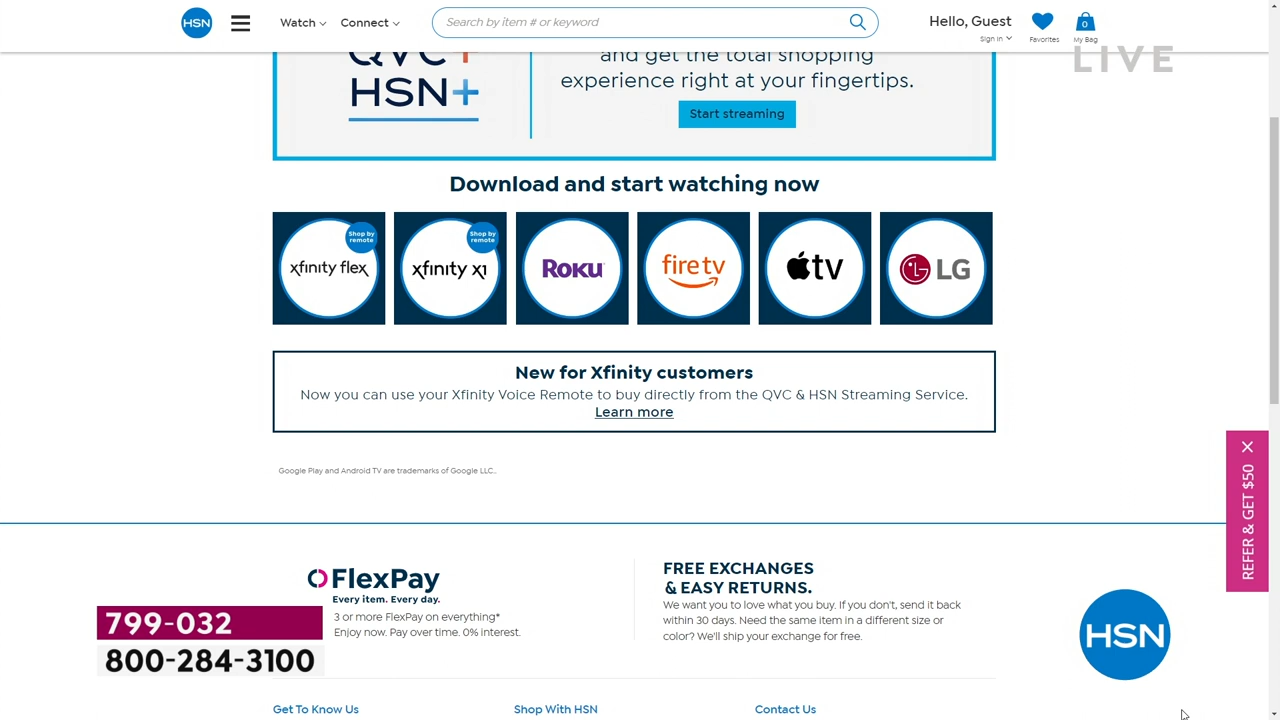 HSN
Watch
Connect
Search by item # or keyword
Hello, Guest
Sign In
Favorites
0
My Bag
LIVE
QVC+
HSN+
and get the total shopping
experience right at your fingertips.
Start streaming
Download and start watching now
Shop by
remote
xfinity flex
Shop by
remote
xfinity x1
Roku
fire tv
tv
LG
New for Xfinity customers
Now you can use your Xfinity Voice Remote to buy directly from the QVC & HSN Streaming Service.
Learn more
Google Play and Android TV are trademarks of Google LLC..
REFER & GET $50
FlexPay
Every item. Every day.
3 or more FlexPay on everything*
Enjoy now. Pay over time. 0% interest.
FREE EXCHANGES
& EASY RETURNS.
We want you to love what you buy. If you don't, send it back
within 30 days. Need the same item in a different size or
color? We'll ship your exchange for free.
799-032
800-284-3100
HSN
Get To Know Us
Shop With HSN
Contact Us